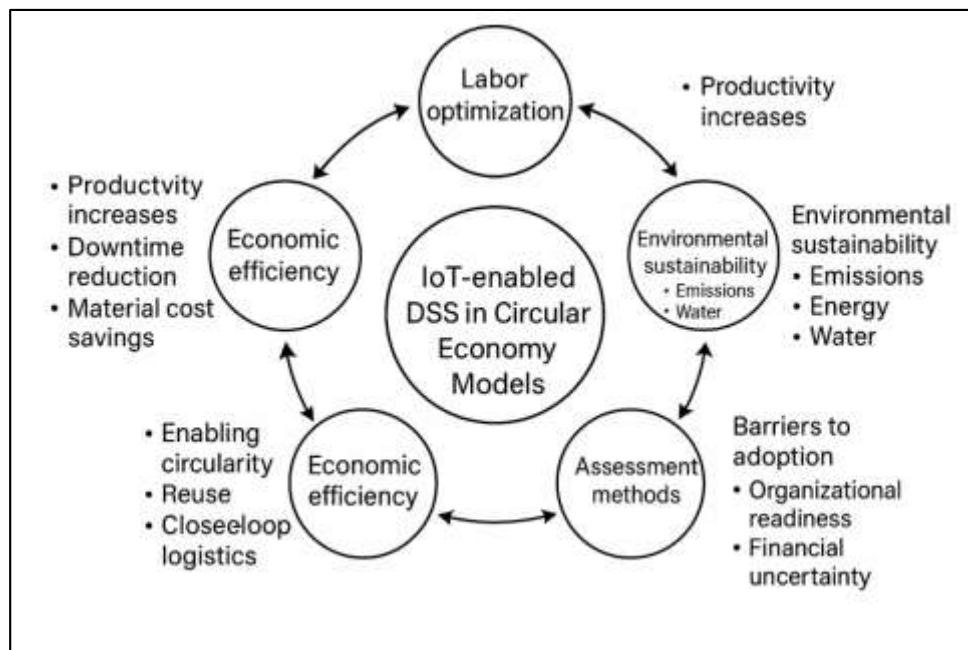 Labor
optimization
• Productivity
increases
• Productvity
increases
• Downtime
reduction
• Material cost
savings
Economic
efficiency
IoT-enabled
DSS in Circular
Economy
Models
Environmental
sustainability
• Emissions
• Water
Environmental
sustainability
• Emissions
• Energy
• Water
• Enabling
circularity
• Reuse
• Closeeloop
logistics
Economic
efficiency
Assessment
methods
Barriers to
adoption
• Organizational
readiness
• Financial
uncertainty